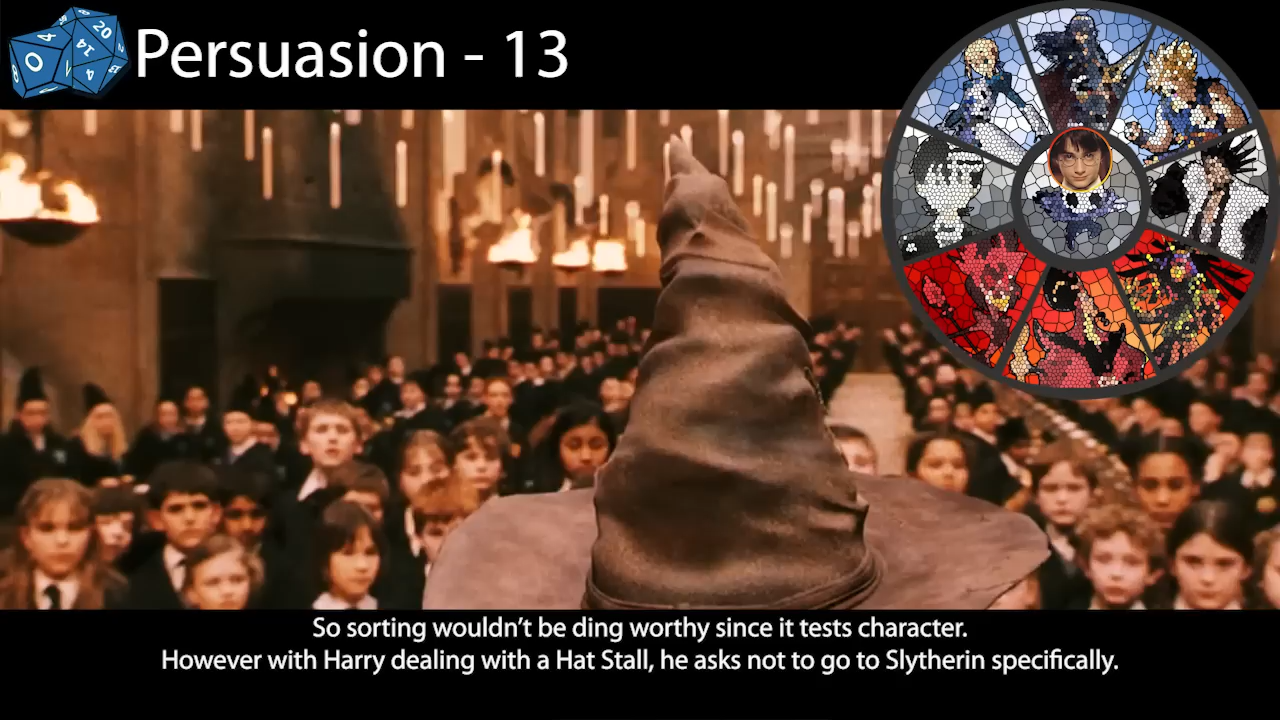 Persuasion - 13
So sorting wouldn't be ding worthy since it tests character.
However with Harry dealing with a Hat Stall, he asks not to go to Slytherin specifically.